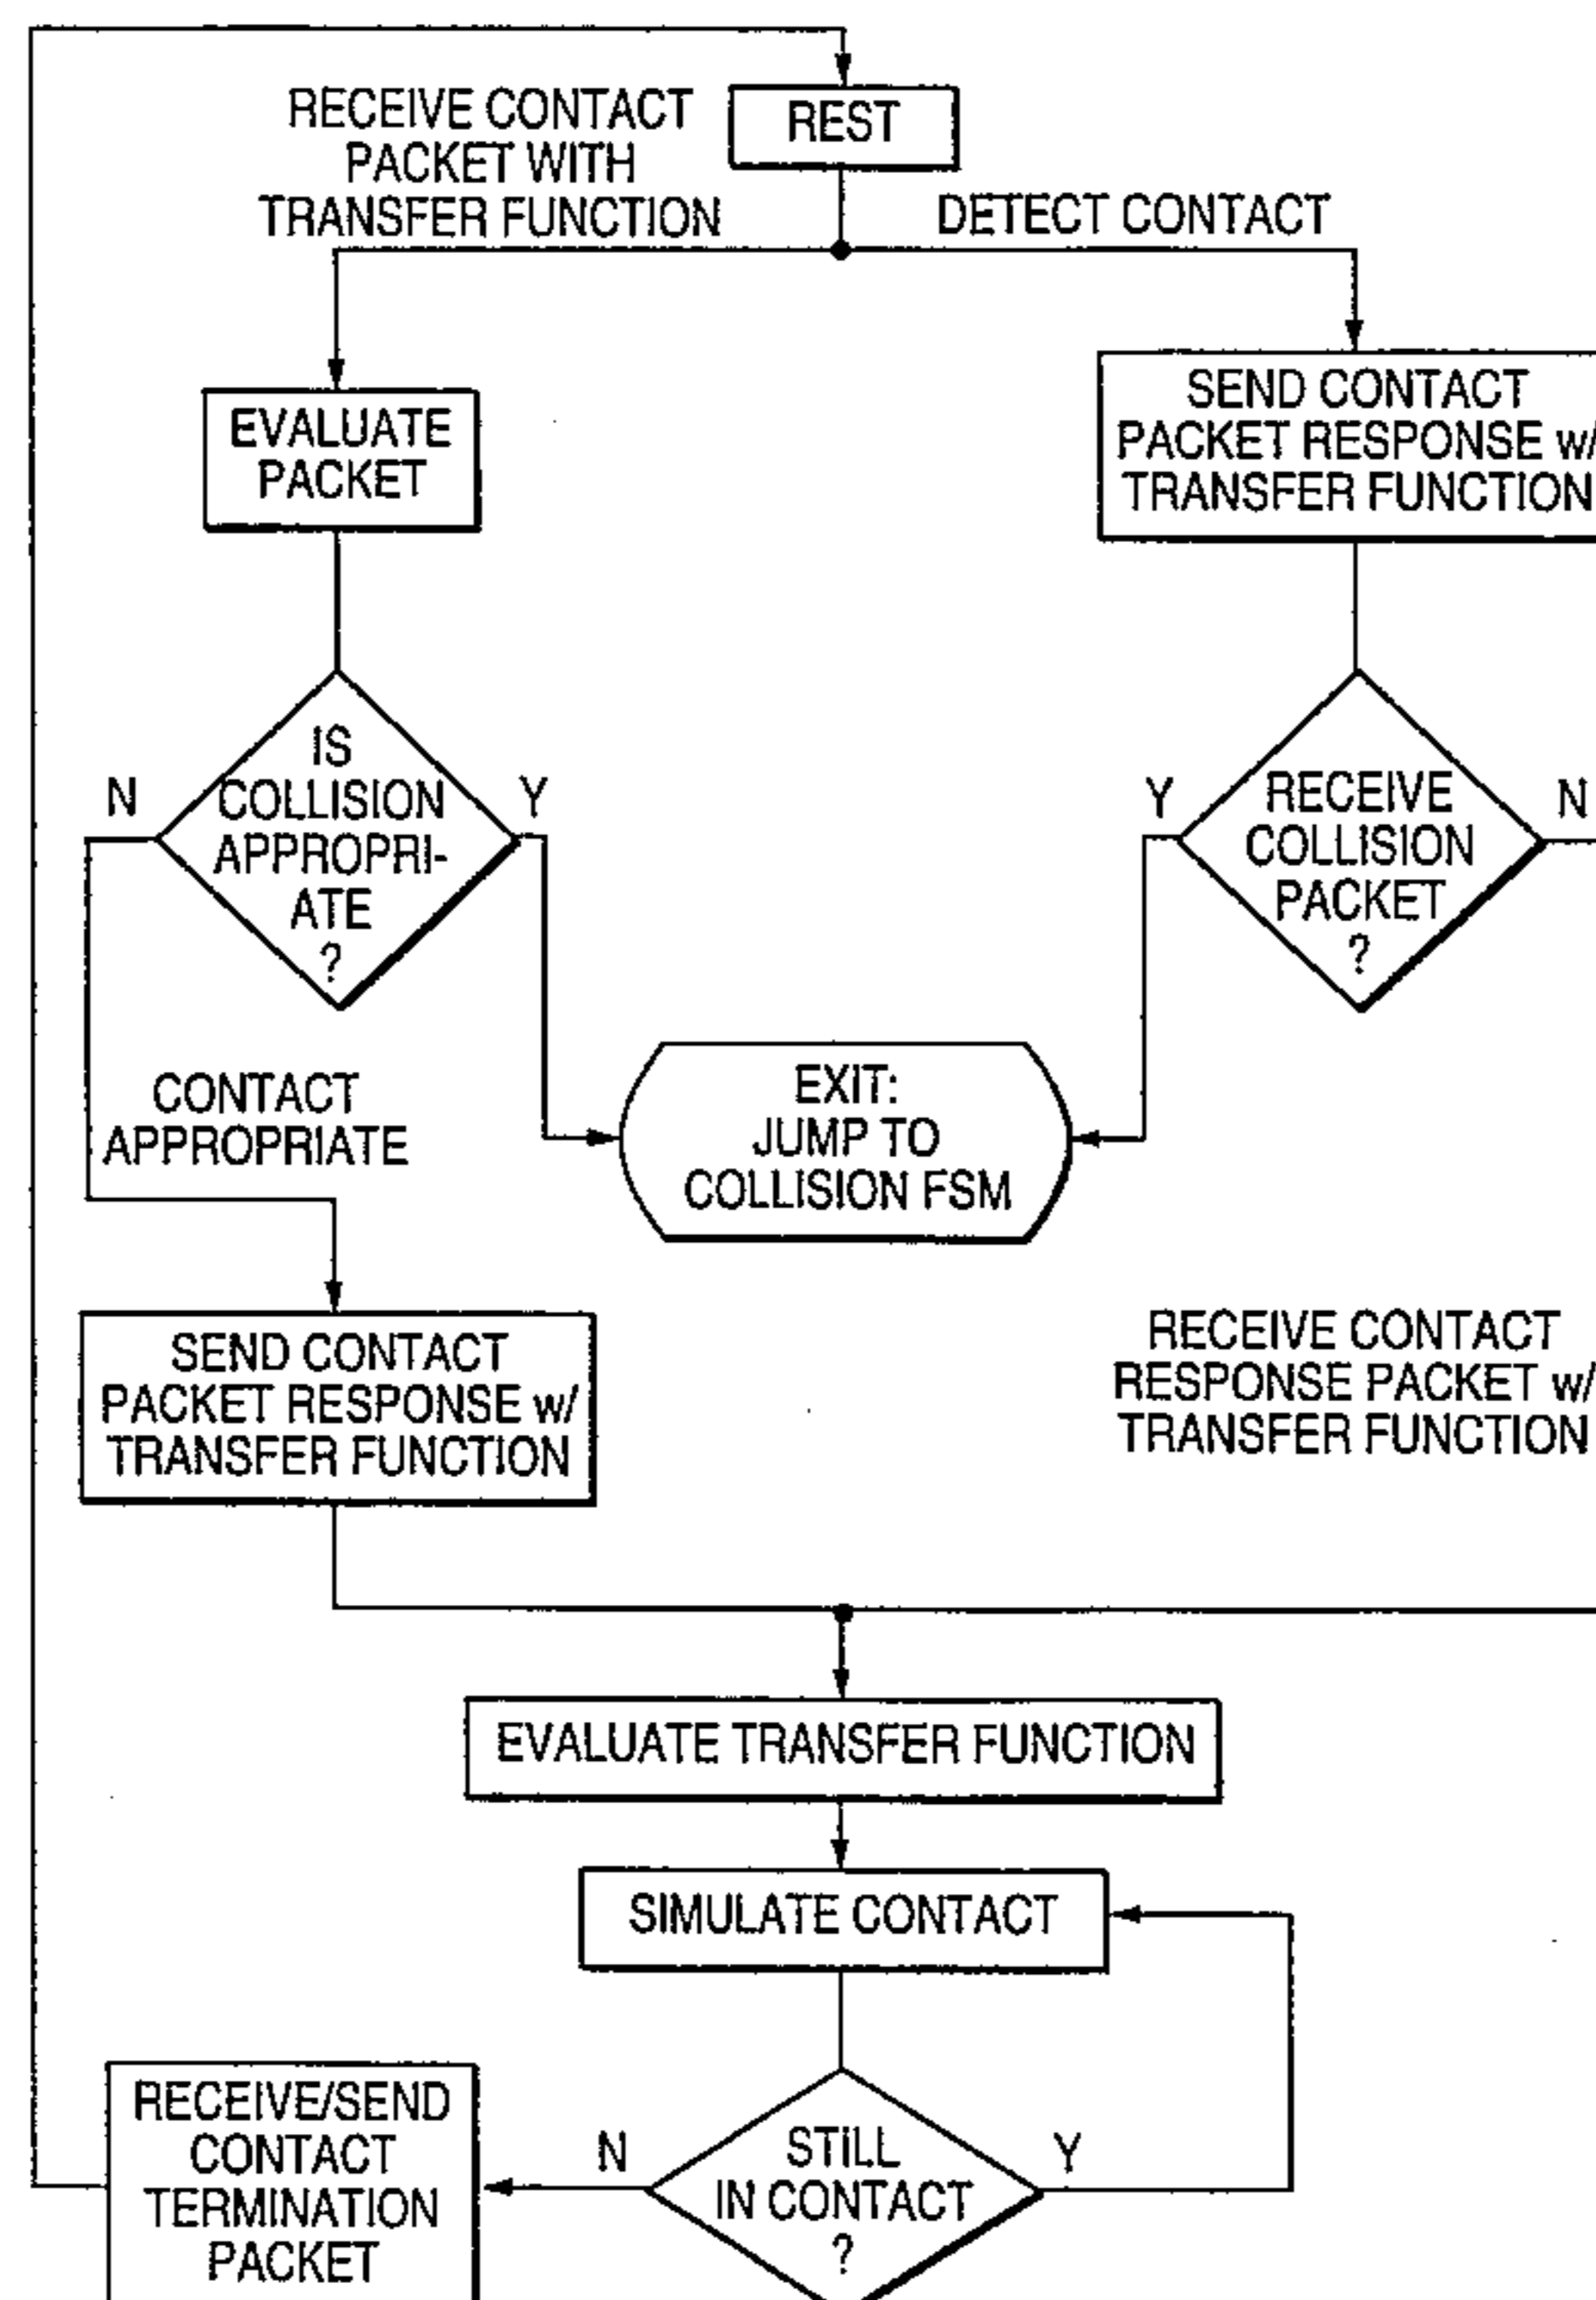 REST
RECEIVE CONTACT
PACKET WITH
TRANSFER FUNCTION
DETECT CONTACT
EVALUATE
PACKET
SEND CONTACT
PACKET RESPONSE w/
TRANSFER FUNCTION
N
IS
COLLISION
APPROPRI-
ATE
?
Y
Y
RECEIVE
COLLISION
PACKET
?
N
CONTACT
APPROPRIATE
EXIT:
JUMP TO
COLLISION FSM
SEND CONTACT
PACKET RESPONSE w/
TRANSFER FUNCTION
RECEIVE CONTACT
RESPONSE PACKET w/
TRANSFER FUNCTION
EVALUATE TRANSFER FUNCTION
SIMULATE CONTACT
RECEIVE/SEND
CONTACT
TERMINATION
PACKET
N
STILL
IN CONTACT
?
Y